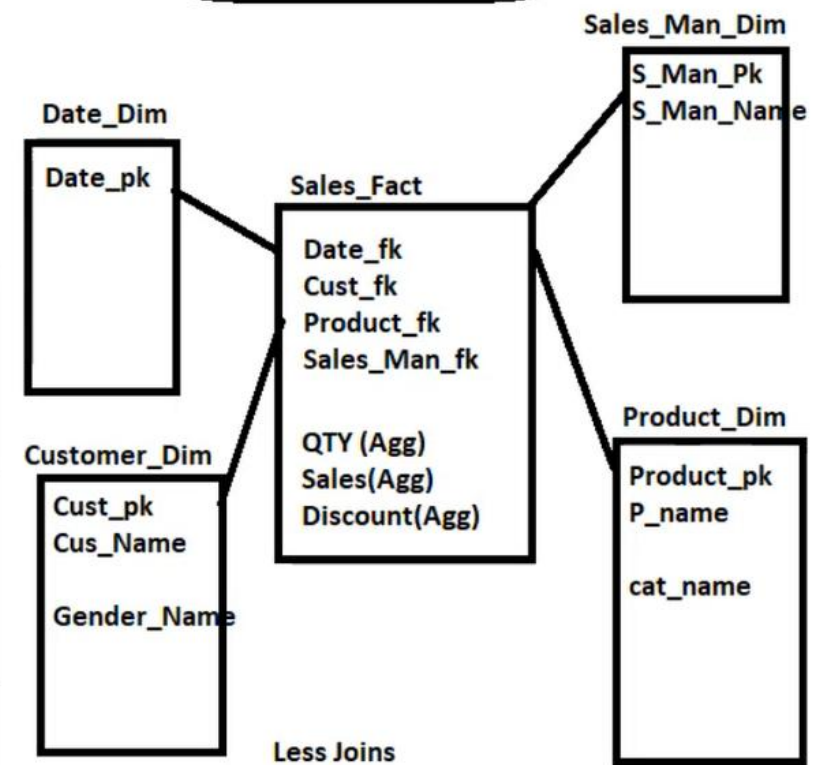 Sales_Man_Dim
S_Man_Pk
S_Man_Name
Date_Dim
Date_pk
Sales_Fact
Date_fk
Cust_fk
Product_fk
Sales_Man_fk
QTY (Agg)
Sales(Agg)
Discount(Agg)
Customer_Dim
Cust_pk
Cus_Name
Gender_Name
Product_Dim
Product_pk
P_name
cat_name
Less Joins